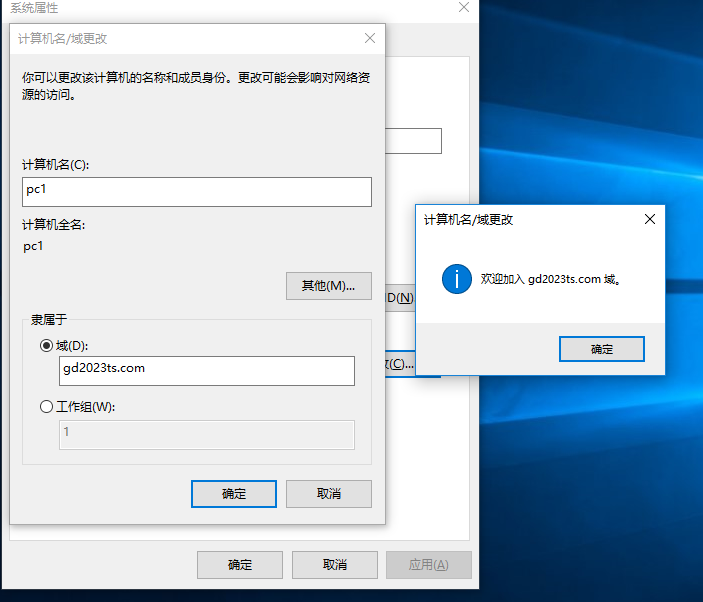 系统属性
计算机名/域更改
你可以更改该计算机的名称和成员身份。更改可能会影响对网络资
源的访问。
计算机名(C):
pc1
计算机全名:
pc1
其他(M)...
隶属于
域(D):
gd2023ts.com
工作组(W):
1
确定
取消
D(N)
(C)...
确定
取消
应用(A)
计算机名/域更改
欢迎加入 gd2023ts.com 域。
确定